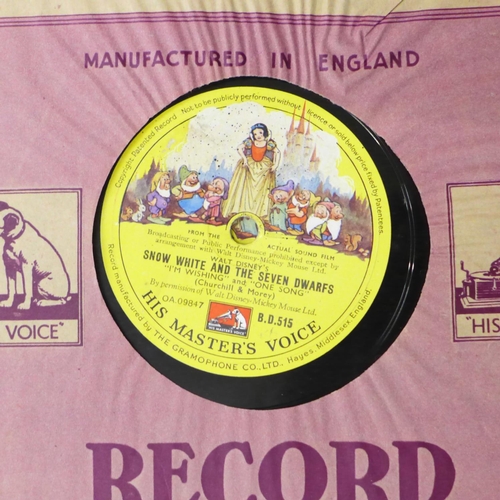 MANUFACTURED IN ENGLAND
Copyright Patented Record. Not to be publicly performed without licence or sold below price fixed by Patentees.
FROM THE ACTUAL SOUND FILM
Broadcasting or Public Performance prohibited except by
arrangement with Walt Disney-Mickey Mouse Ltd.
WALT DISNEY'S
SNOW WHITE AND THE SEVEN DWARFS
"I'M WISHING" and "ONE SONG"
(Churchill & Morey)
By permission of Walt Disney-Mickey Mouse Ltd.
OA 09847
B.D.515
HIS MASTER'S VOICE
Record manufactured by THE GRAMOPHONE CO., LTD., Hayes, Middlesex, England.
VOICE"
"HIS
RECORD